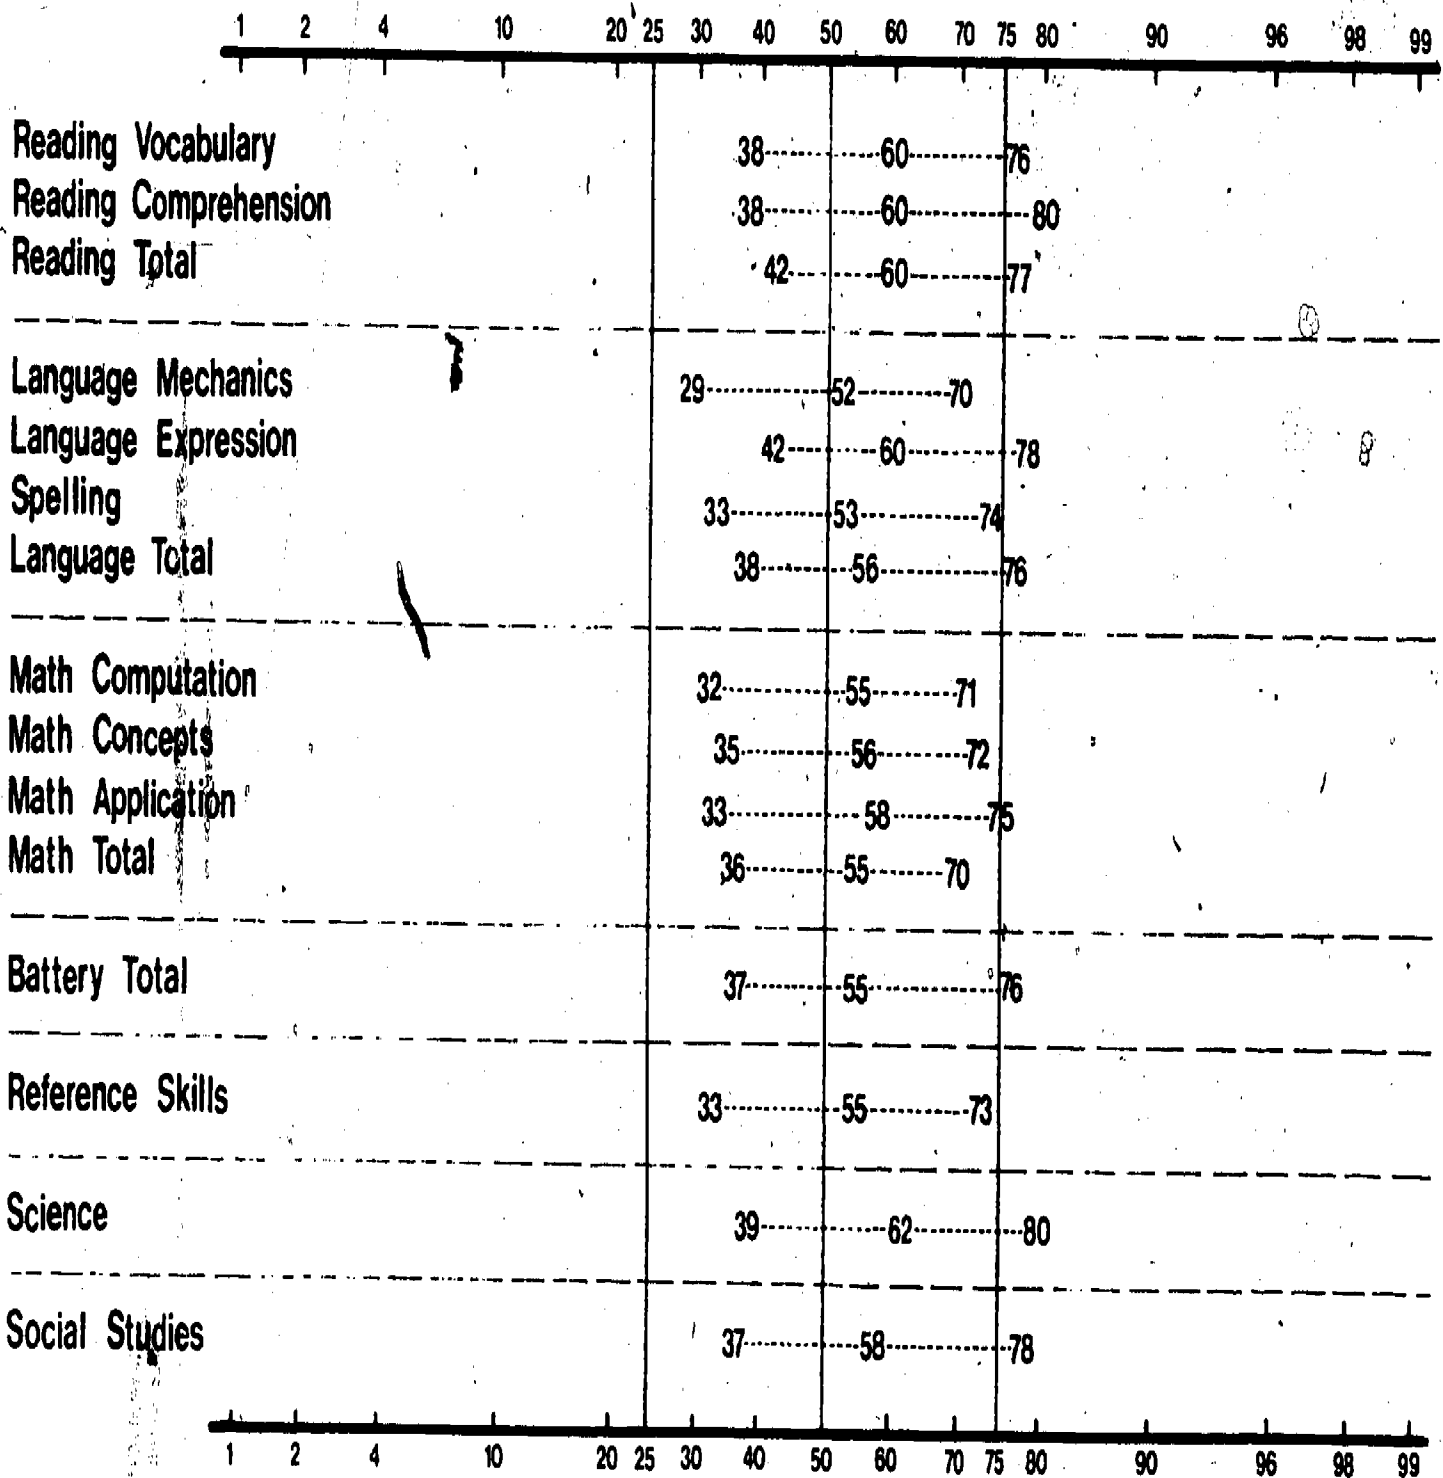 1 2 4 10 20 25 30 40 50 60 70 75 80 90 96 98 99
Reading Vocabulary 38 60 76
Reading Comprehension 38 60 80
Reading Total 42 60 77
Language Mechanics 29 52 70
Language Expression 42 60 78
Spelling 33 53 74
Language Total 38 56 76
Math Computation 32 55 71
Math Concepts 35 56 72
Math Application 33 58 75
Math Total 36 55 70
Battery Total 37 55 76
Reference Skills 33 55 73
Science 39 62 80
Social Studies 37 58 78
1 2 4 10 20 25 30 40 50 60 70 75 80 90 96 98 99